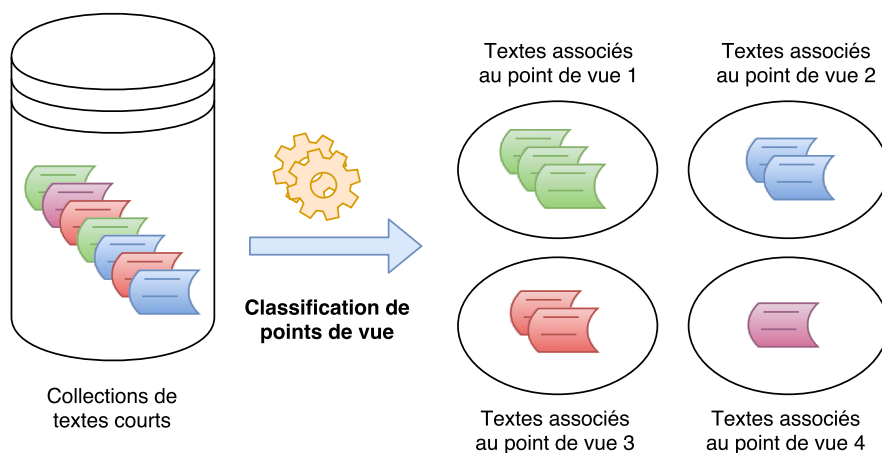 Textes associés
au point de vue 1
Textes associés
au point de vue 2
Classification de
points de vue
Collections de
textes courts
Textes associés
au point de vue 3
Textes associés
au point de vue 4